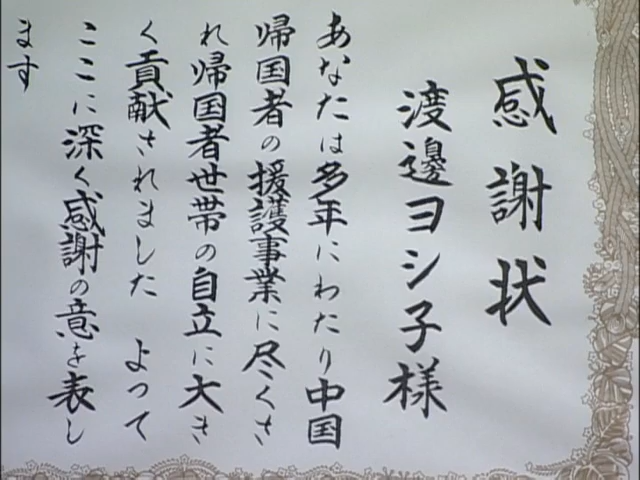 感謝状
渡邊ヨシ子様
あなたは多年にわたり中国
帰国者の援護事業に尽くさ
れ帰国者世帯の自立に大き
く貢献されました　よって
ここに深く感謝の意を表し
ます